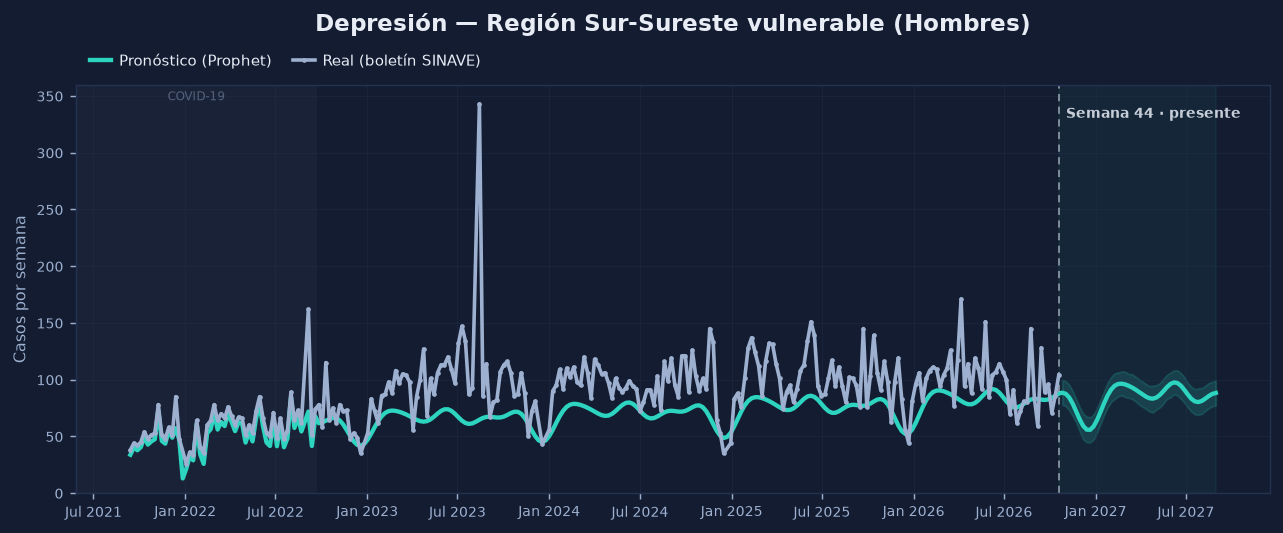 Depresión — Región Sur-Sureste vulnerable (Hombres)
Pronóstico (Prophet)
Real (boletín SINAVE)
COVID-19
Semana 44 · presente
Casos por semana
350
300
250
200
150
100
50
0
Jul 2021
Jan 2022
Jul 2022
Jan 2023
Jul 2023
Jan 2024
Jul 2024
Jan 2025
Jul 2025
Jan 2026
Jul 2026
Jan 2027
Jul 2027